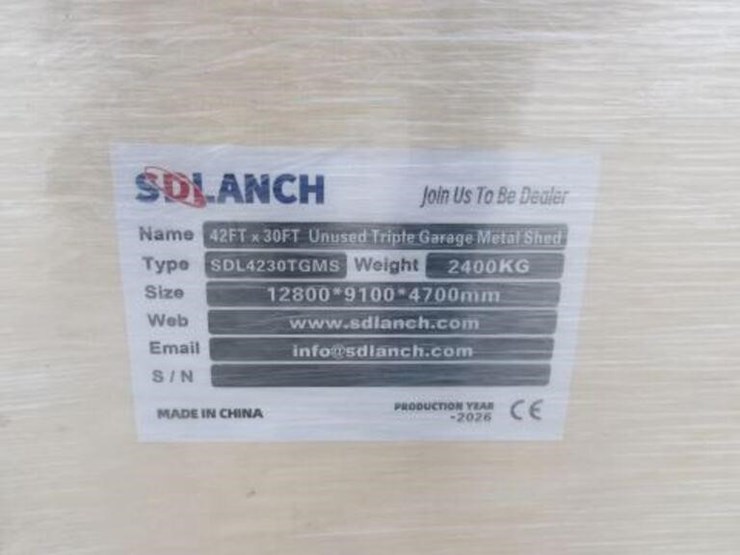 SDLANCH
Join Us To Be Dealer
Name 42FT x 30FT Unused Triple Garage Metal Shed
Type SDL4230TGMS Weight 2400KG
Size 12800*9100*4700mm
Web www.sdlanch.com
Email info@sdlanch.com
S/N
MADE IN CHINA
PRODUCTION YEAR
-2026
CE